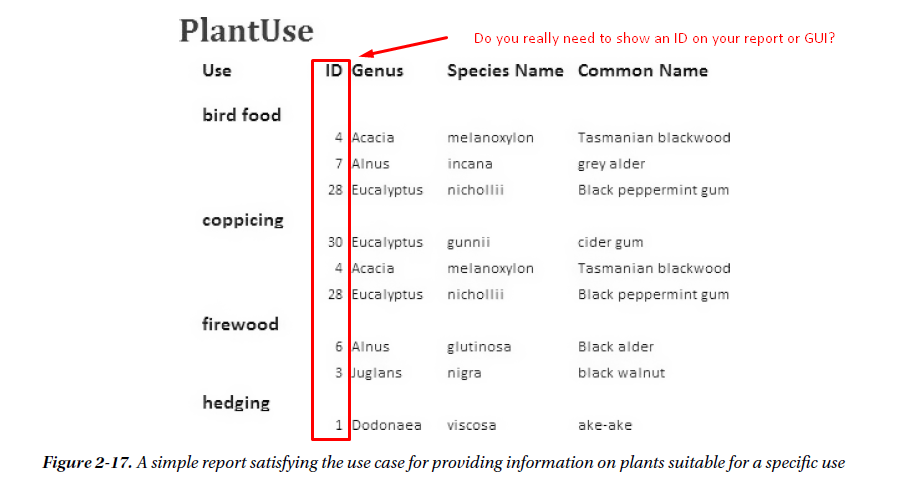 PlantUse
Do you really need to show an ID on your report or GUI?
Use ID Genus Species Name Common Name
bird food
4 Acacia melanoxylon Tasmanian blackwood
7 Alnus incana grey alder
28 Eucalyptus nichollii Black peppermint gum
coppicing
30 Eucalyptus gunnii cider gum
4 Acacia melanoxylon Tasmanian blackwood
28 Eucalyptus nichollii Black peppermint gum
firewood
6 Alnus glutinosa Black alder
3 Juglans nigra black walnut
hedging
1 Dodonaea viscosa ake-ake
Figure 2-17. A simple report satisfying the use case for providing information on plants suitable for a specific use